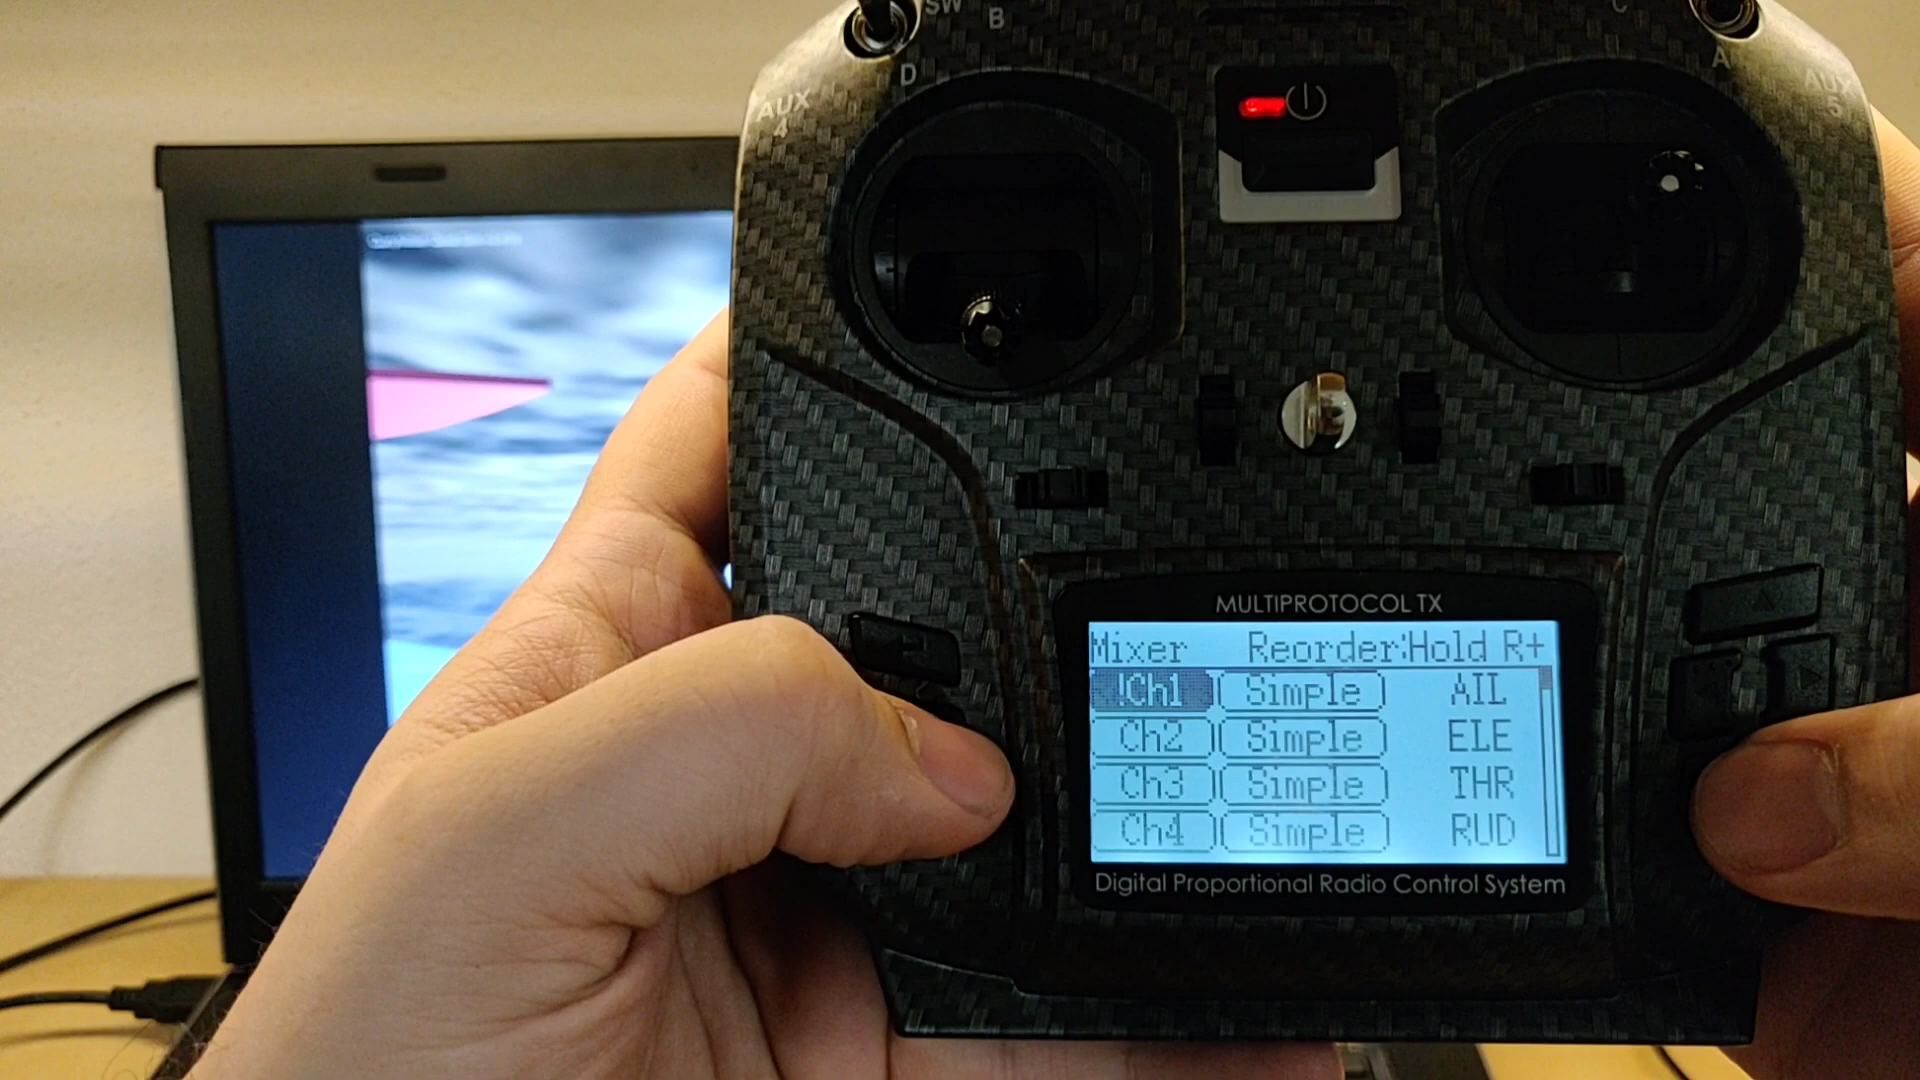 SW
B
C
D
A
AUX
4
AUX
5
MULTIPROTOCOL TX
Mixer Reorder:Hold R+
!Ch1 Simple AIL
Ch2 Simple ELE
Ch3 Simple THR
Ch4 Simple RUD
Digital Proportional Radio Control System